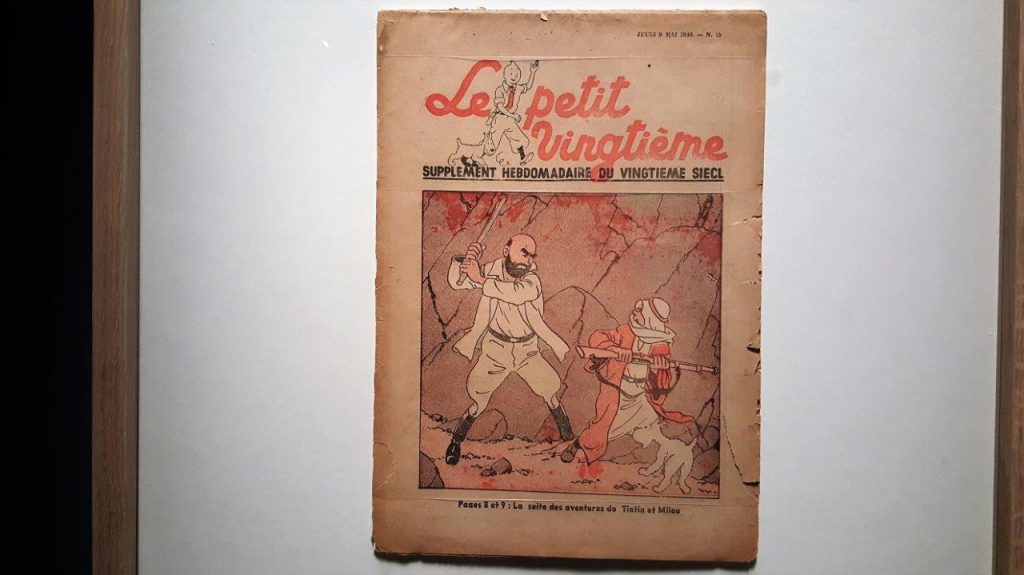 JEUDI 9 MAI 1940. — N. 19
Le petit
Vingtième
SUPPLEMENT HEBDOMADAIRE DU VINGTIEME SIECL
Pages 8 et 9 : La suite des aventures de Tintin et Milou